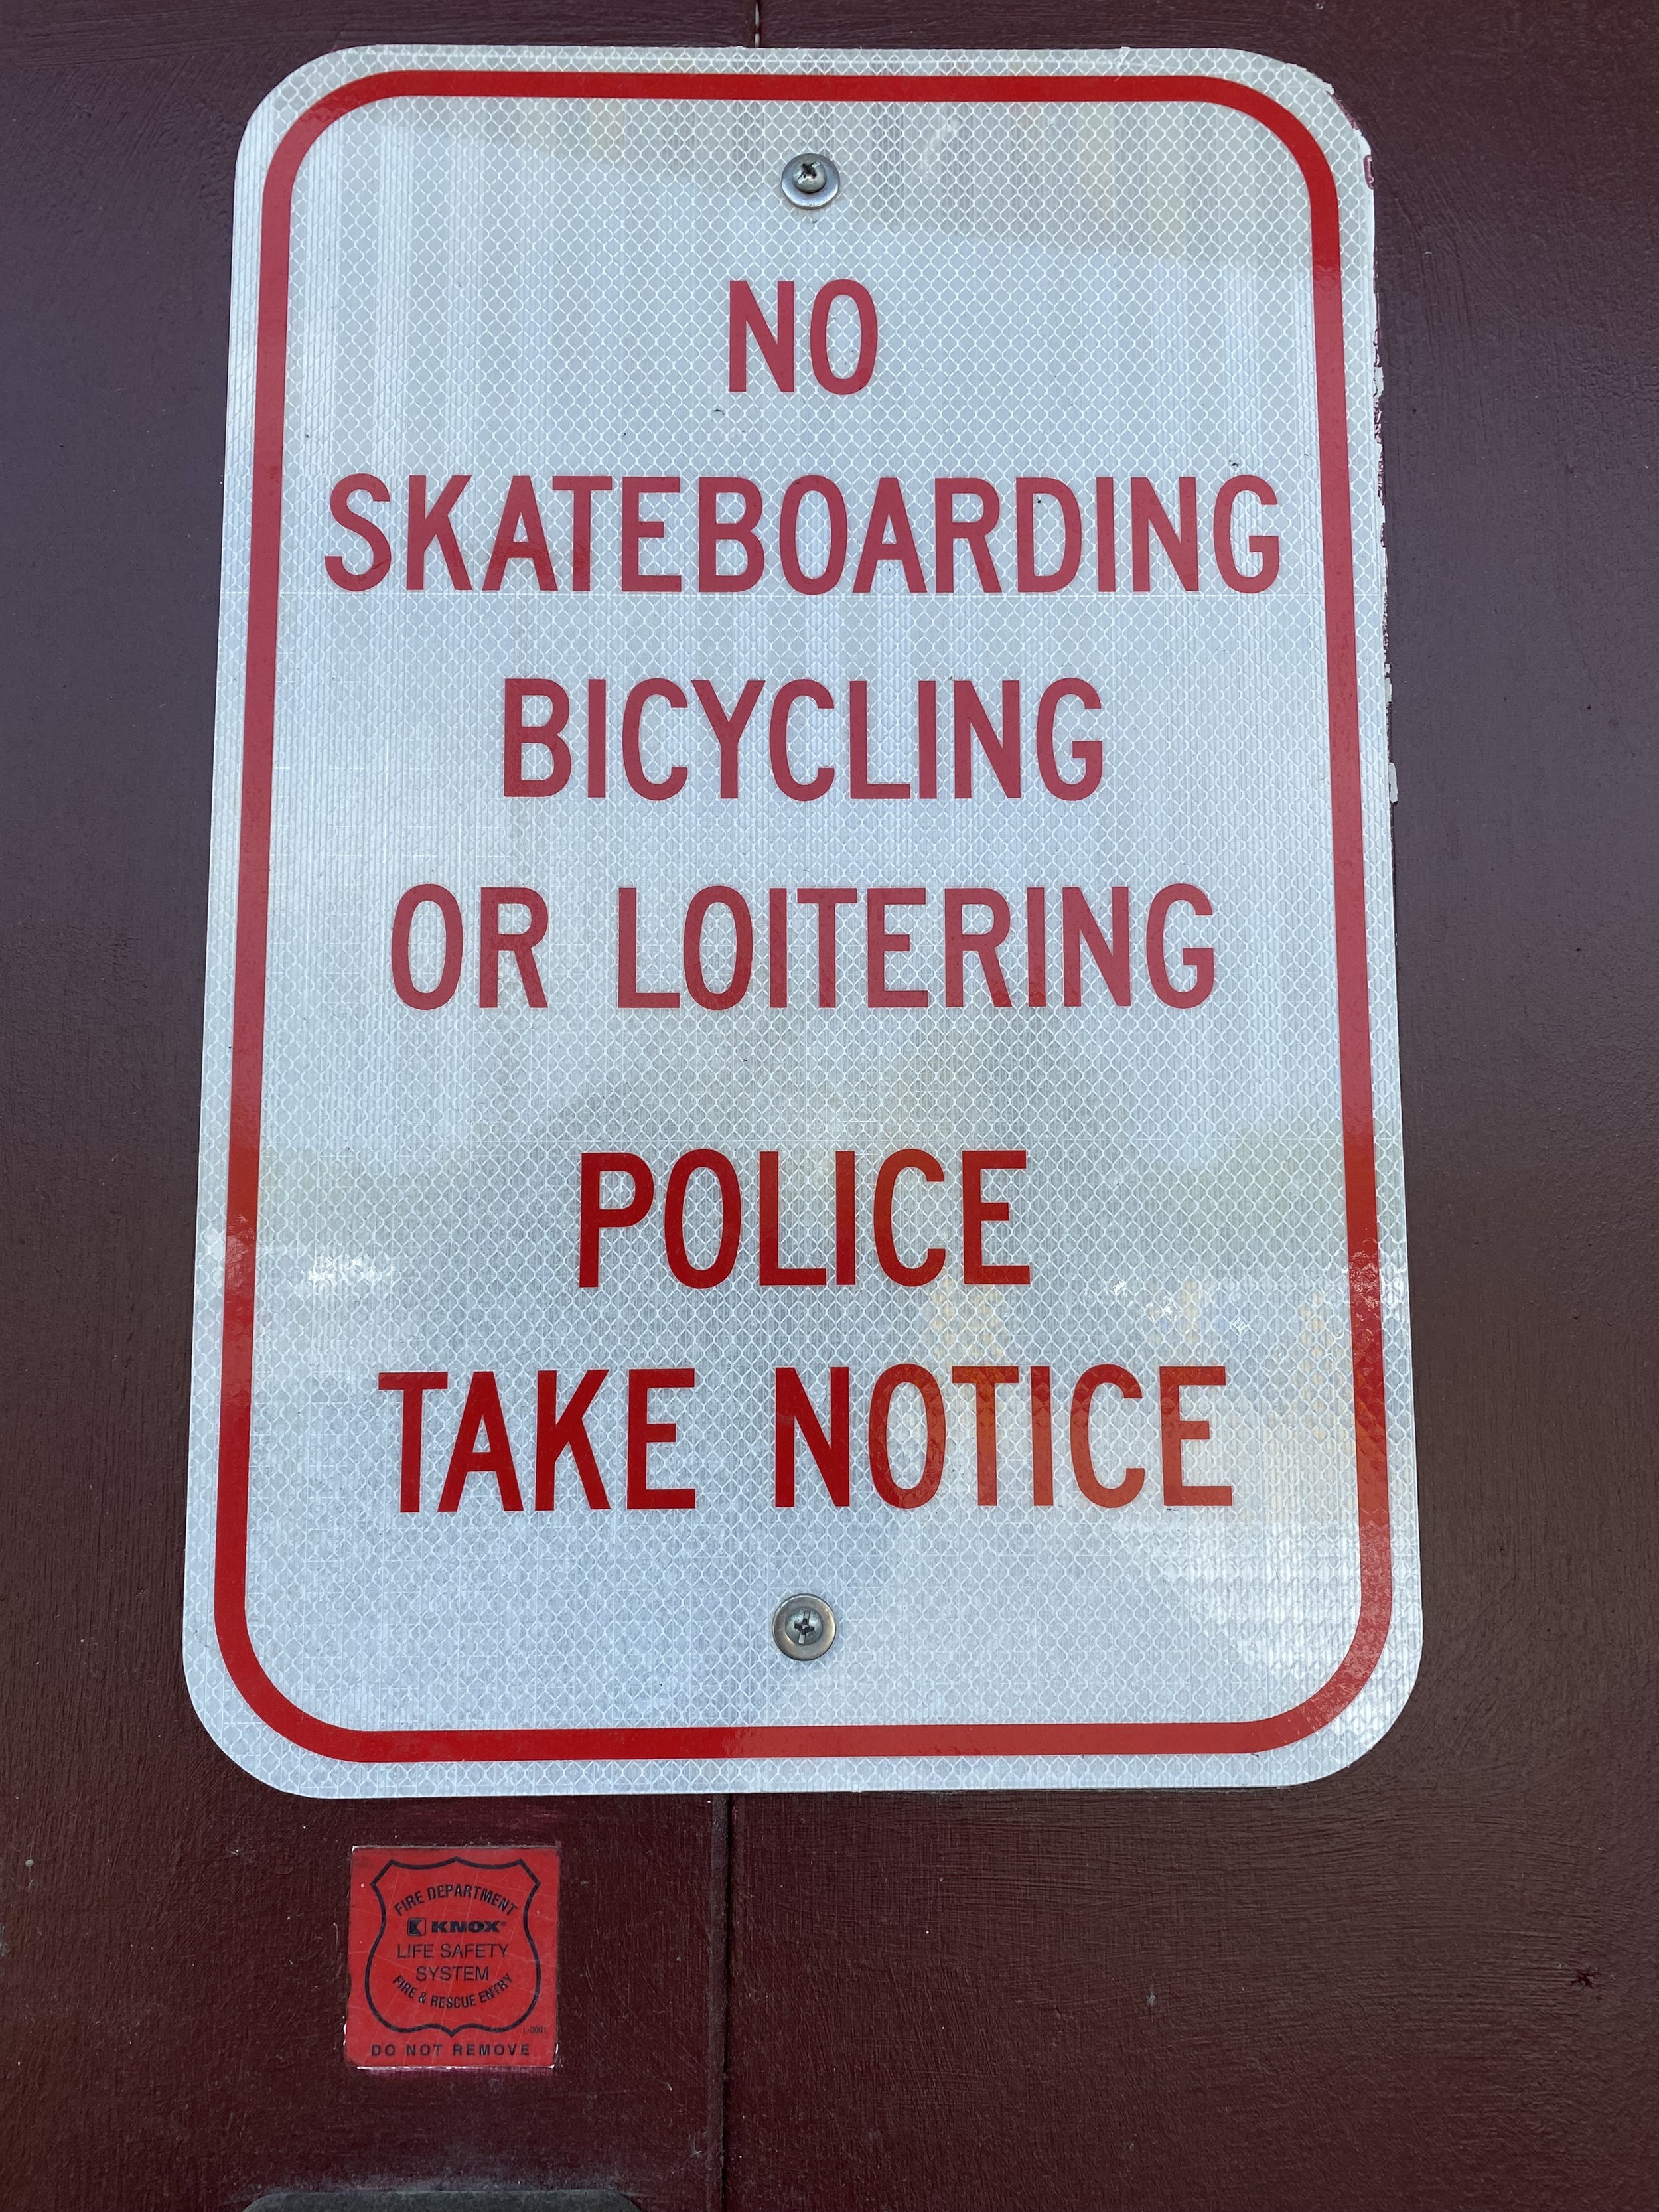 NO
SKATEBOARDING
BICYCLING
OR LOITERING
POLICE
TAKE NOTICE
FIRE DEPARTMENT
KNOX®
LIFE SAFETY
SYSTEM
FIRE & RESCUE ENTRY
DO NOT REMOVE